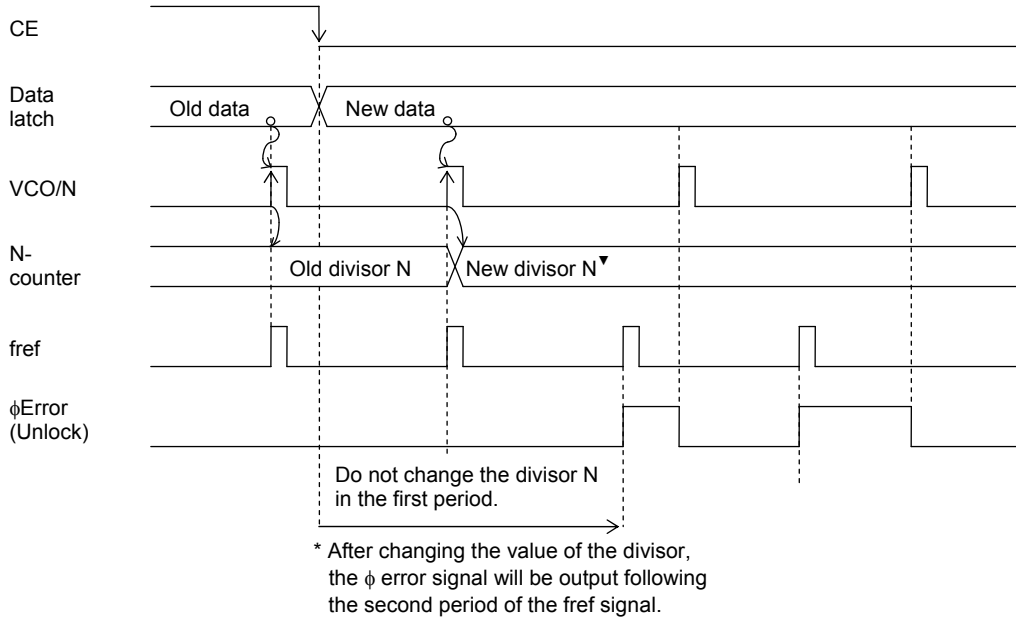 CE
Data
latch
Old data
New data
VCO/N
N-
counter
Old divisor N
New divisor N▼
fref
ϕError
(Unlock)
Do not change the divisor N
in the first period.
* After changing the value of the divisor,
the ϕ error signal will be output following
the second period of the fref signal.